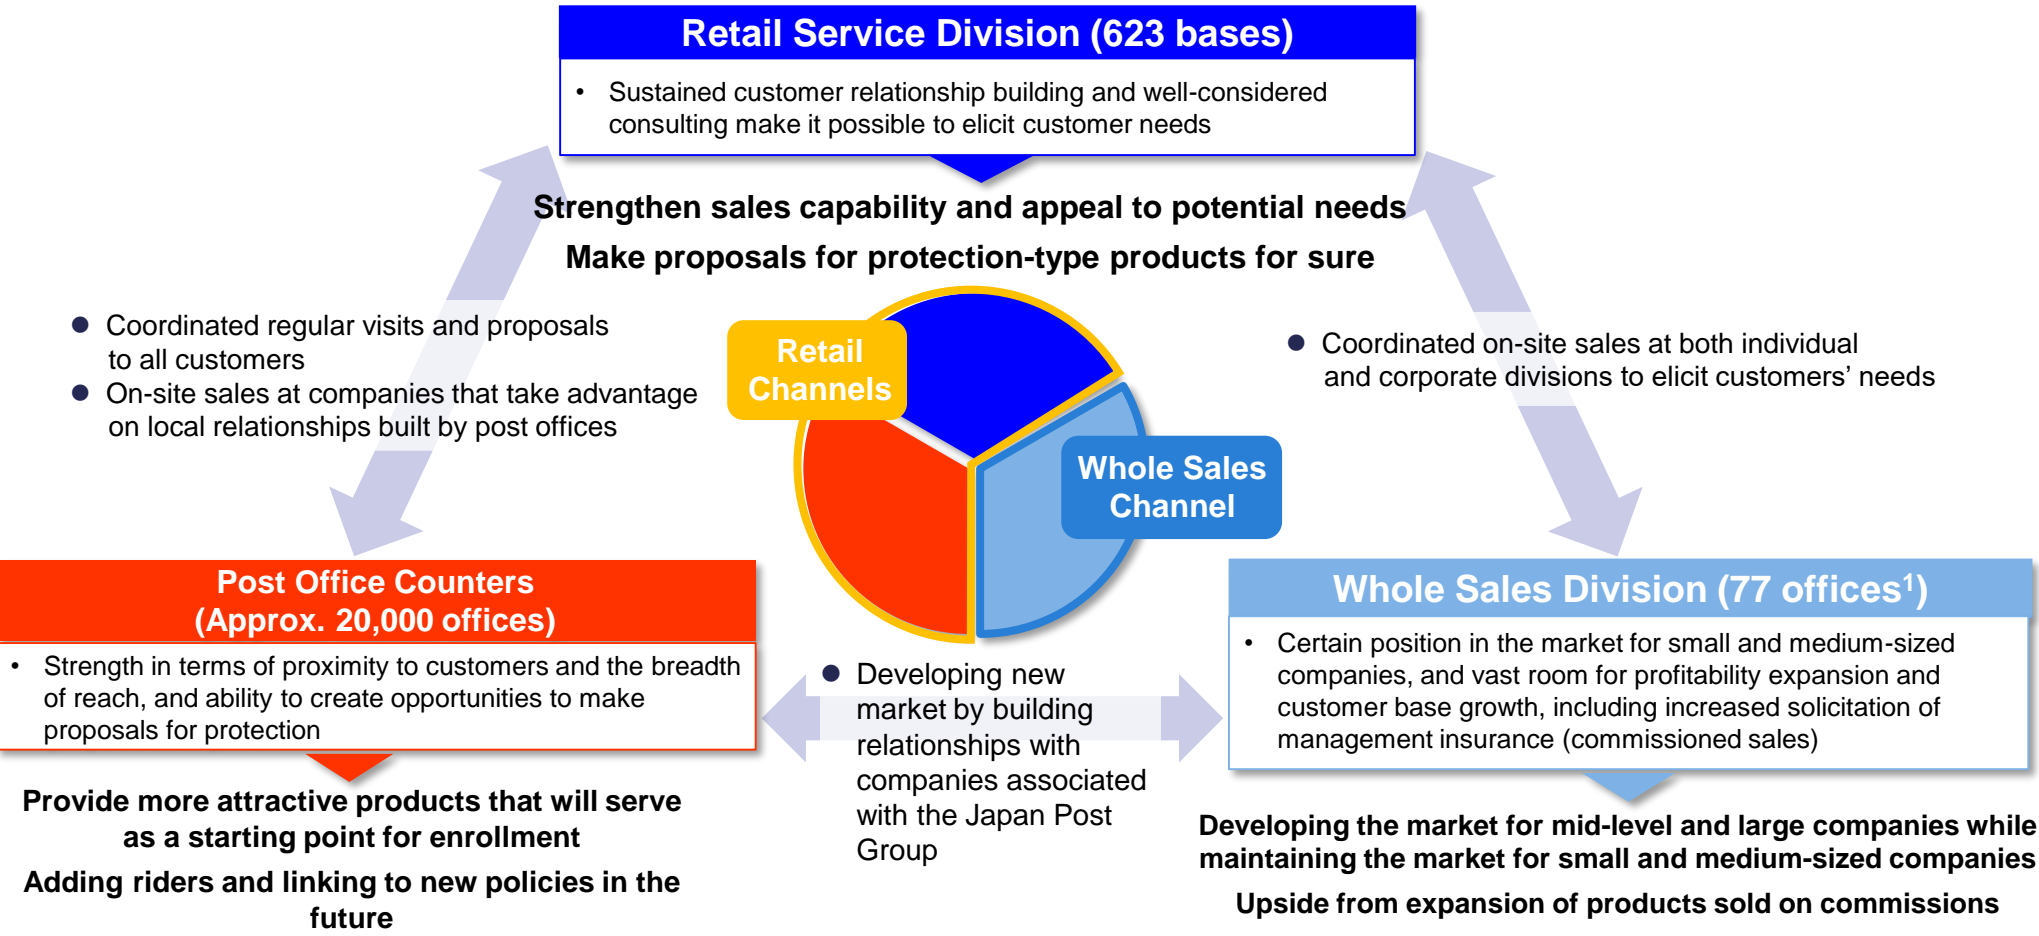 Retail Service Division (623 bases)
• Sustained customer relationship building and well-considered
consulting make it possible to elicit customer needs
Strengthen sales capability and appeal to potential needs
Make proposals for protection-type products for sure
● Coordinated regular visits and proposals
to all customers
● On-site sales at companies that take advantage
on local relationships built by post offices
Retail
Channels
Whole Sales
Channel
● Coordinated on-site sales at both individual
and corporate divisions to elicit customers’ needs
Post Office Counters
(Approx. 20,000 offices)
• Strength in terms of proximity to customers and the breadth
of reach, and ability to create opportunities to make
proposals for protection
Provide more attractive products that will serve
as a starting point for enrollment
Adding riders and linking to new policies in the
future
● Developing new
market by building
relationships with
companies associated
with the Japan Post
Group
Whole Sales Division (77 offices¹)
• Certain position in the market for small and medium-sized
companies, and vast room for profitability expansion and
customer base growth, including increased solicitation of
management insurance (commissioned sales)
Developing the market for mid-level and large companies while
maintaining the market for small and medium-sized companies
Upside from expansion of products sold on commissions